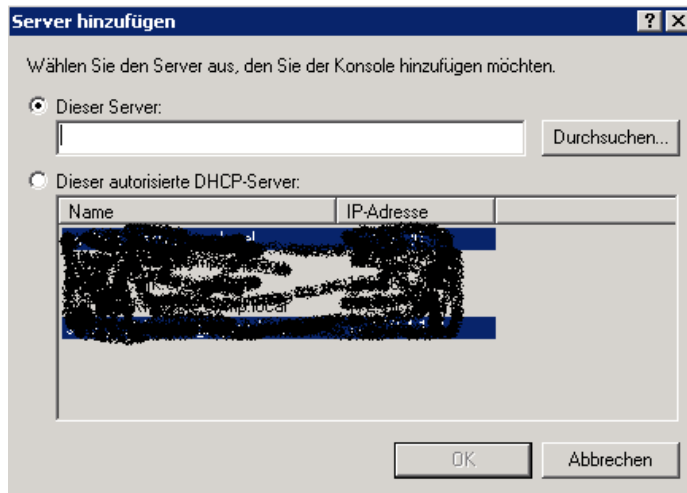 Server hinzufügen
Wählen Sie den Server aus, den Sie der Konsole hinzufügen möchten.
Dieser Server:
Durchsuchen...
Dieser autorisierte DHCP-Server:
Name IP-Adresse
OK Abbrechen